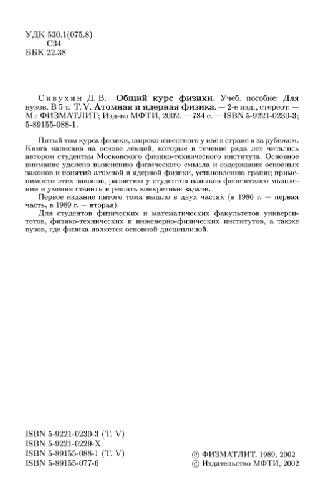 УДК 530.1(075.8)
С34
ББК 22.38
Сивухин Д. В. Общий курс физики. Учеб. пособие: Для
вузов. В 5 т. Т. V. Атомная и ядерная физика. — 2-е изд., стереот. —
М.: ФИЗМАТЛИТ; Изд-во МФТИ, 2002. — 784 с. — ISBN 5-9221-0230-3;
5-89155-088-1.
Пятый том курса физики, широко известного у нас в стране и за рубежом.
Книга написана на основе лекций, которые в течение ряда лет читались
автором студентам Московского физико-технического института. Основное
внимание уделено выяснению физического смысла и содержания основных
законов и понятий атомной и ядерной физики, установлению границ приме-
нимости этих законов, развитию у студентов навыков физического мышле-
ния и умения ставить и решать конкретные задачи.
Первое издание пятого тома вышло в двух частях (в 1986 г. — первая
часть, в 1989 г. — вторая).
Для студентов физических и математических факультетов универси-
тетов, физико-технических и инженерно-физических институтов, а также
вузов, где физика является основной дисциплиной.
ISBN 5-9221-0230-3 (Т. V)
ISBN 5-9221-0229-X
ISBN 5-89155-088-1 (Т. V)
ISBN 5-89155-077-6
© ФИЗМАТЛИТ, 1989, 2002
© Издательство МФТИ, 2002